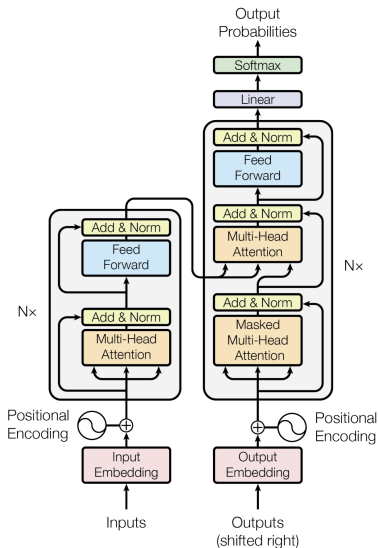 Output
Probabilities
Softmax
Linear
Add & Norm
Feed
Forward
Add & Norm
Multi-Head
Attention
Nx
Add & Norm
Masked
Multi-Head
Attention
Add & Norm
Feed
Forward
Nx
Add & Norm
Multi-Head
Attention
Positional
Encoding
Positional
Encoding
Input
Embedding
Output
Embedding
Inputs
Outputs
(shifted right)